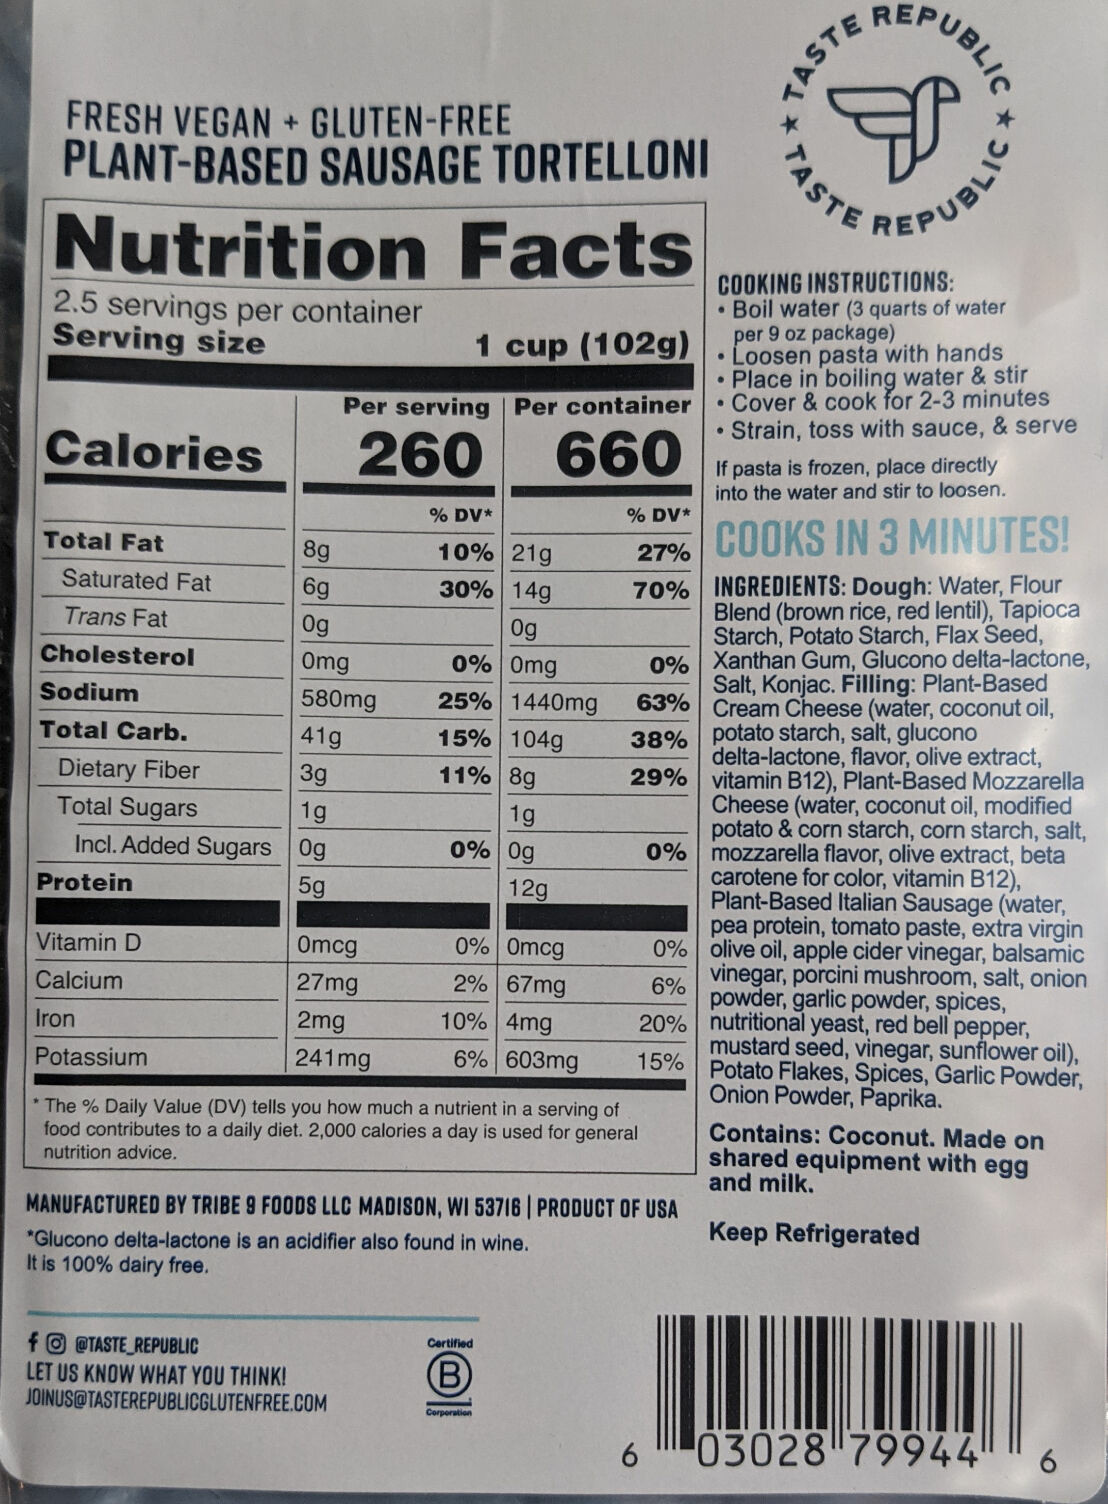 TASTE REPUBLIC ★ TASTE REPUBLIC ★
FRESH VEGAN + GLUTEN-FREE
PLANT-BASED SAUSAGE TORTELLONI
Nutrition Facts
2.5 servings per container
Serving size 1 cup (102g)
Per serving Per container
Calories 260 660
% DV* % DV*
Total Fat 8g 10% 21g 27%
Saturated Fat 6g 30% 14g 70%
Trans Fat 0g 0g
Cholesterol 0mg 0% 0mg 0%
Sodium 580mg 25% 1440mg 63%
Total Carb. 41g 15% 104g 38%
Dietary Fiber 3g 11% 8g 29%
Total Sugars 1g 1g
Incl. Added Sugars 0g 0% 0g 0%
Protein 5g 12g
Vitamin D 0mcg 0% 0mcg 0%
Calcium 27mg 2% 67mg 6%
Iron 2mg 10% 4mg 20%
Potassium 241mg 6% 603mg 15%
* The % Daily Value (DV) tells you how much a nutrient in a serving of
food contributes to a daily diet. 2,000 calories a day is used for general
nutrition advice.
MANUFACTURED BY TRIBE 9 FOODS LLC MADISON, WI 53716 | PRODUCT OF USA
*Glucono delta-lactone is an acidifier also found in wine.
It is 100% dairy free.
@TASTE_REPUBLIC
LET US KNOW WHAT YOU THINK!
JOINUS@TASTEREPUBLICGLUTENFREE.COM
Certified
B
Corporation
COOKING INSTRUCTIONS:
• Boil water (3 quarts of water
per 9 oz package)
• Loosen pasta with hands
• Place in boiling water & stir
• Cover & cook for 2-3 minutes
• Strain, toss with sauce, & serve
If pasta is frozen, place directly
into the water and stir to loosen.
COOKS IN 3 MINUTES!
INGREDIENTS: Dough: Water, Flour
Blend (brown rice, red lentil), Tapioca
Starch, Potato Starch, Flax Seed,
Xanthan Gum, Glucono delta-lactone,
Salt, Konjac. Filling: Plant-Based
Cream Cheese (water, coconut oil,
potato starch, salt, glucono
delta-lactone, flavor, olive extract,
vitamin B12), Plant-Based Mozzarella
Cheese (water, coconut oil, modified
potato & corn starch, corn starch, salt,
mozzarella flavor, olive extract, beta
carotene for color, vitamin B12),
Plant-Based Italian Sausage (water,
pea protein, tomato paste, extra virgin
olive oil, apple cider vinegar, balsamic
vinegar, porcini mushroom, salt, onion
powder, garlic powder, spices,
nutritional yeast, red bell pepper,
mustard seed, vinegar, sunflower oil),
Potato Flakes, Spices, Garlic Powder,
Onion Powder, Paprika.
Contains: Coconut. Made on
shared equipment with egg
and milk.
Keep Refrigerated
6 03028 79944 6